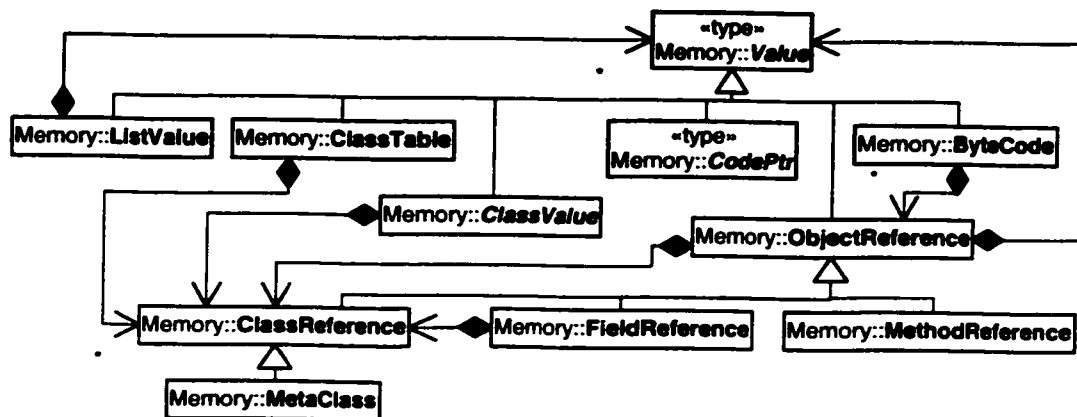 «type»
Memory::Value
Memory::ListValue
Memory::ClassTable
«type»
Memory::CodePtr
Memory::ByteCode
Memory::ClassValue
Memory::ObjectReference
Memory::ClassReference
Memory::FieldReference
Memory::MethodReference
Memory::MetaClass